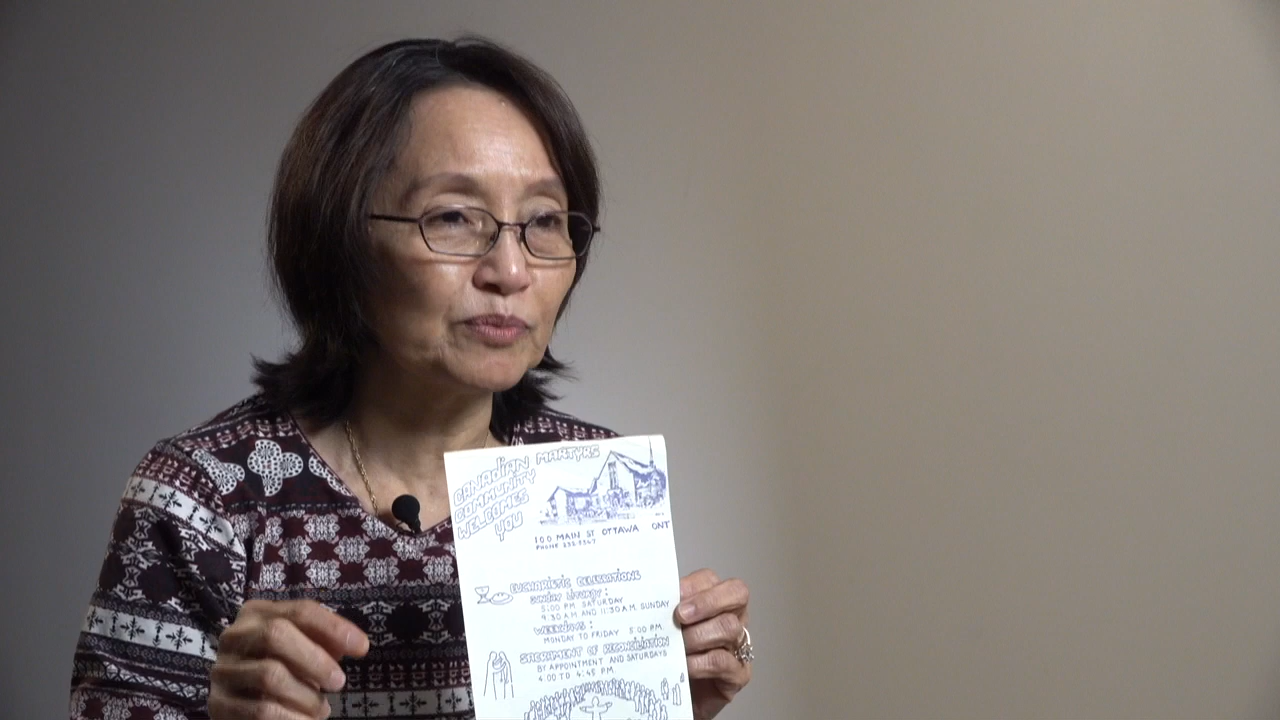 CANADIAN MARTYRS
COMMUNITY
WELCOMES
YOU
100 MAIN ST OTTAWA ONT
PHONE
EUCHARISTIC CELEBRATIONS
SUNDAY LITURGY:
5:00 PM SATURDAY
9:30 A.M AND 11:30 A.M. SUNDAY
WEEKDAYS:
MONDAY TO FRIDAY 5:00 PM
SACRAMENT OF RECONCILIATION
BY APPOINTMENT AND SATURDAYS
4:00 TO 4:45 PM